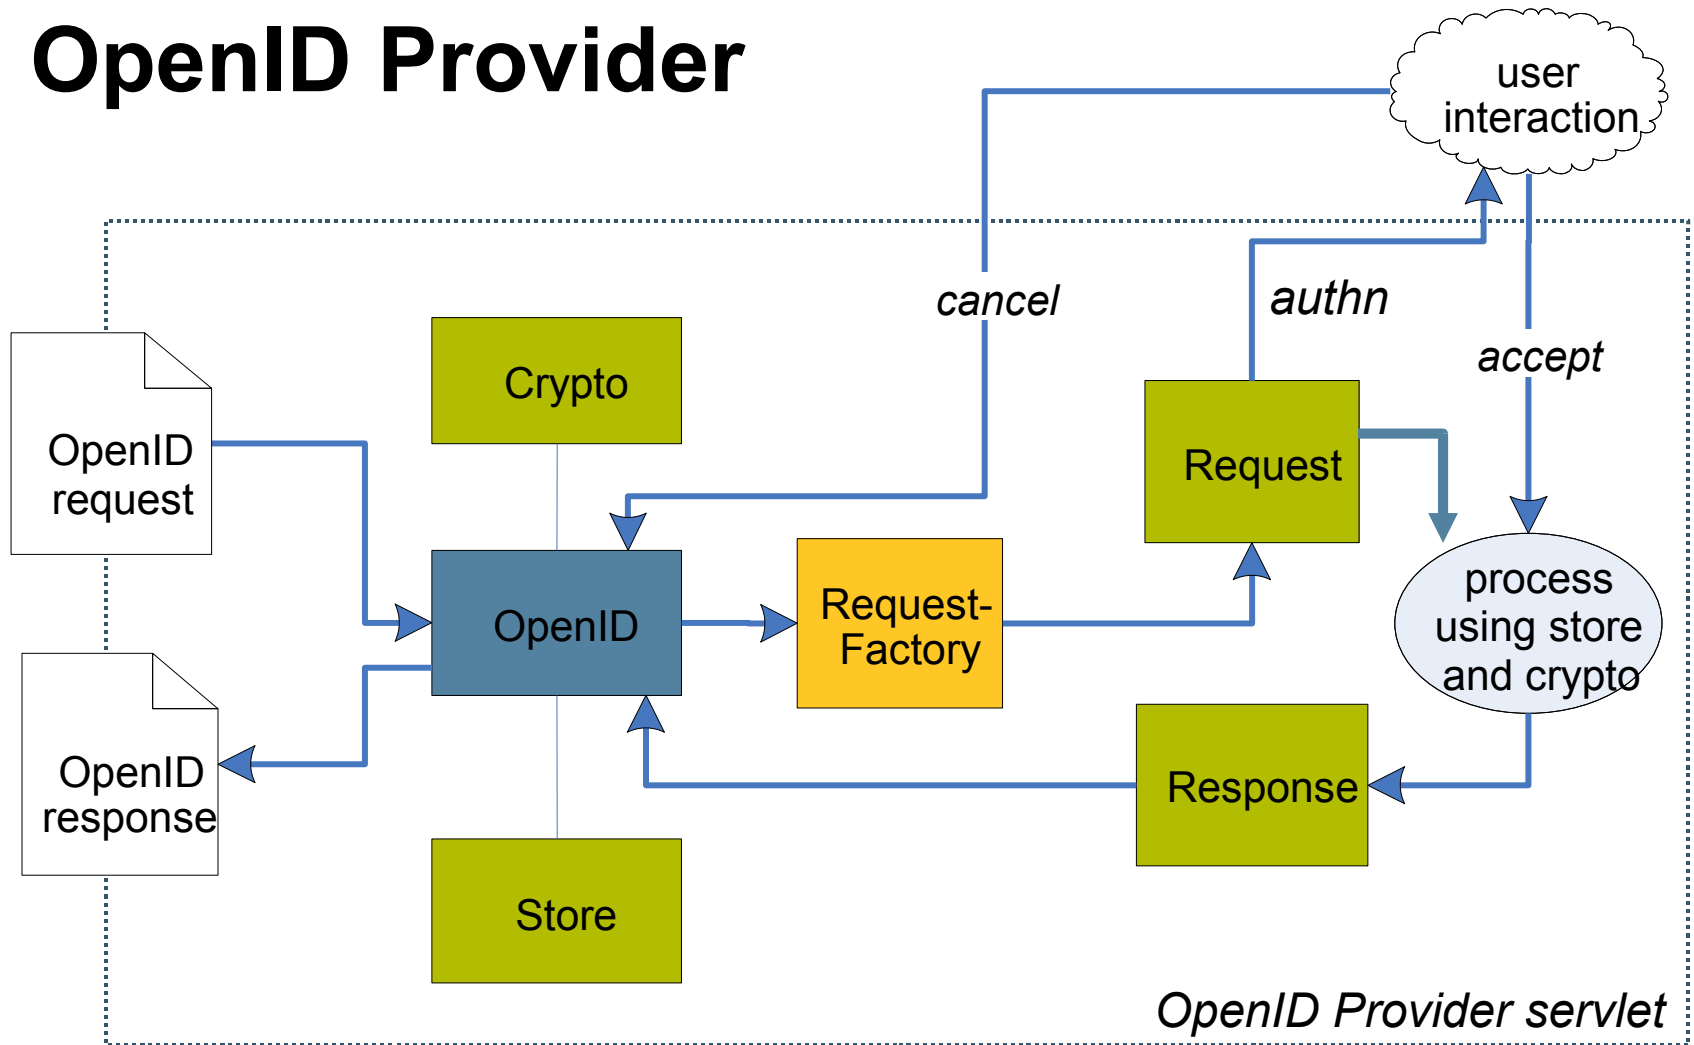 OpenID Provider
user
interaction
cancel
authn
accept
Crypto
OpenID
request
Request
OpenID
Request-
Factory
process
using store
and crypto
OpenID
response
Response
Store
OpenID Provider servlet